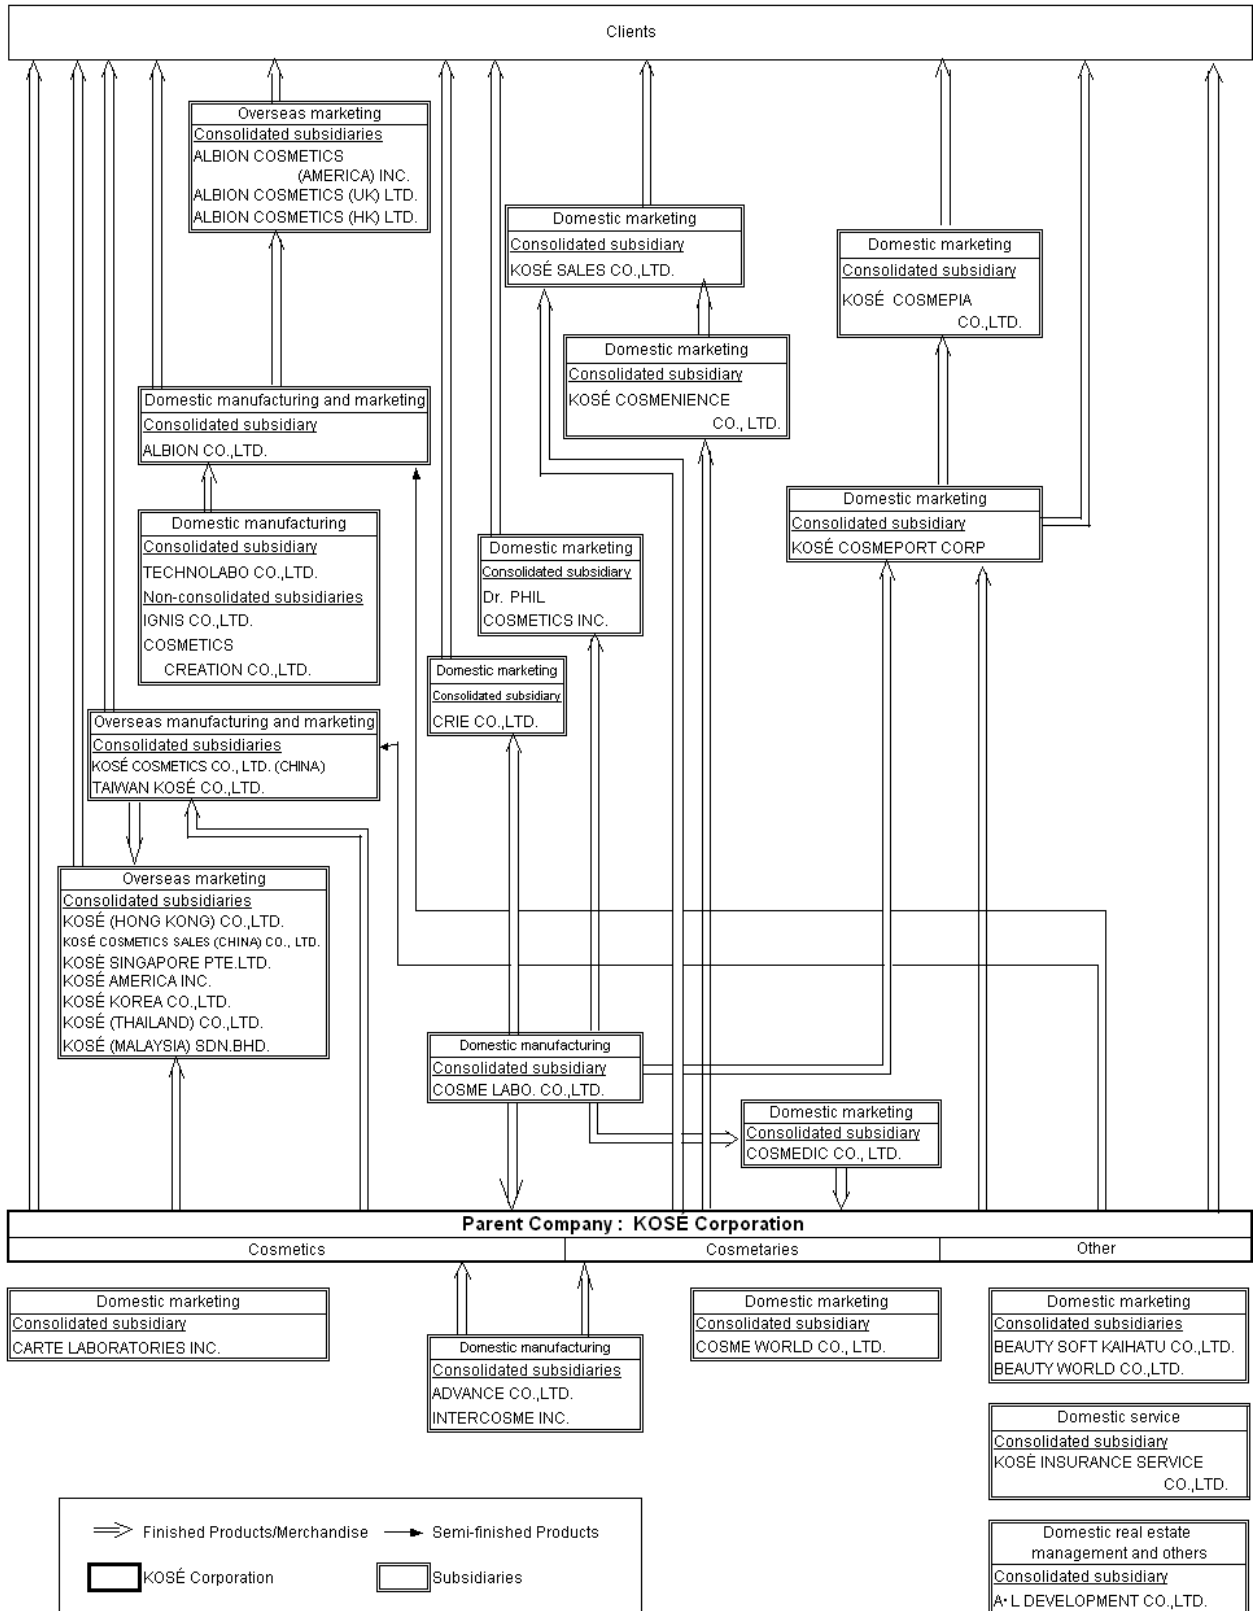 Clients
Overseas marketing
Consolidated subsidiaries
ALBION COSMETICS
(AMERICA) INC.
ALBION COSMETICS (UK) LTD.
ALBION COSMETICS (HK) LTD.
Domestic marketing
Consolidated subsidiary
KOSÉ SALES CO.,LTD.
Domestic marketing
Consolidated subsidiary
KOSÉ COSMEPIA
CO.,LTD.
Domestic marketing
Consolidated subsidiary
KOSÉ COSMENIENCE
CO., LTD.
Domestic manufacturing and marketing
Consolidated subsidiary
ALBION CO.,LTD.
Domestic marketing
Consolidated subsidiary
KOSÉ COSMEPORT CORP
Domestic manufacturing
Consolidated subsidiary
TECHNOLABO CO.,LTD.
Non-consolidated subsidiaries
IGNIS CO.,LTD.
COSMETICS
CREATION CO.,LTD.
Domestic marketing
Consolidated subsidiary
Dr. PHIL
COSMETICS INC.
Domestic marketing
Consolidated subsidiary
CRIE CO.,LTD.
Overseas manufacturing and marketing
Consolidated subsidiaries
KOSÉ COSMETICS CO., LTD. (CHINA)
TAIWAN KOSÉ CO.,LTD.
Overseas marketing
Consolidated subsidiaries
KOSÉ (HONG KONG) CO.,LTD.
KOSÉ COSMETICS SALES (CHINA) CO., LTD.
KOSÉ SINGAPORE PTE.LTD.
KOSÉ AMERICA INC.
KOSÉ KOREA CO.,LTD.
KOSÉ (THAILAND) CO.,LTD.
KOSÉ (MALAYSIA) SDN.BHD.
Domestic manufacturing
Consolidated subsidiary
COSME LABO. CO.,LTD.
Domestic marketing
Consolidated subsidiary
COSMEDIC CO., LTD.
Parent Company : KOSÉ Corporation
Cosmetics
Cosmetaries
Other
Domestic marketing
Consolidated subsidiary
CARTE LABORATORIES INC.
Domestic manufacturing
Consolidated subsidiaries
ADVANCE CO.,LTD.
INTERCOSME INC.
Domestic marketing
Consolidated subsidiary
COSME WORLD CO., LTD.
Domestic marketing
Consolidated subsidiaries
BEAUTY SOFT KAIHATU CO.,LTD.
BEAUTY WORLD CO.,LTD.
Domestic service
Consolidated subsidiary
KOSÉ INSURANCE SERVICE
CO.,LTD.
Domestic real estate
management and others
Consolidated subsidiary
A•L DEVELOPMENT CO.,LTD.
Finished Products/Merchandise
Semi-finished Products
KOSÉ Corporation
Subsidiaries